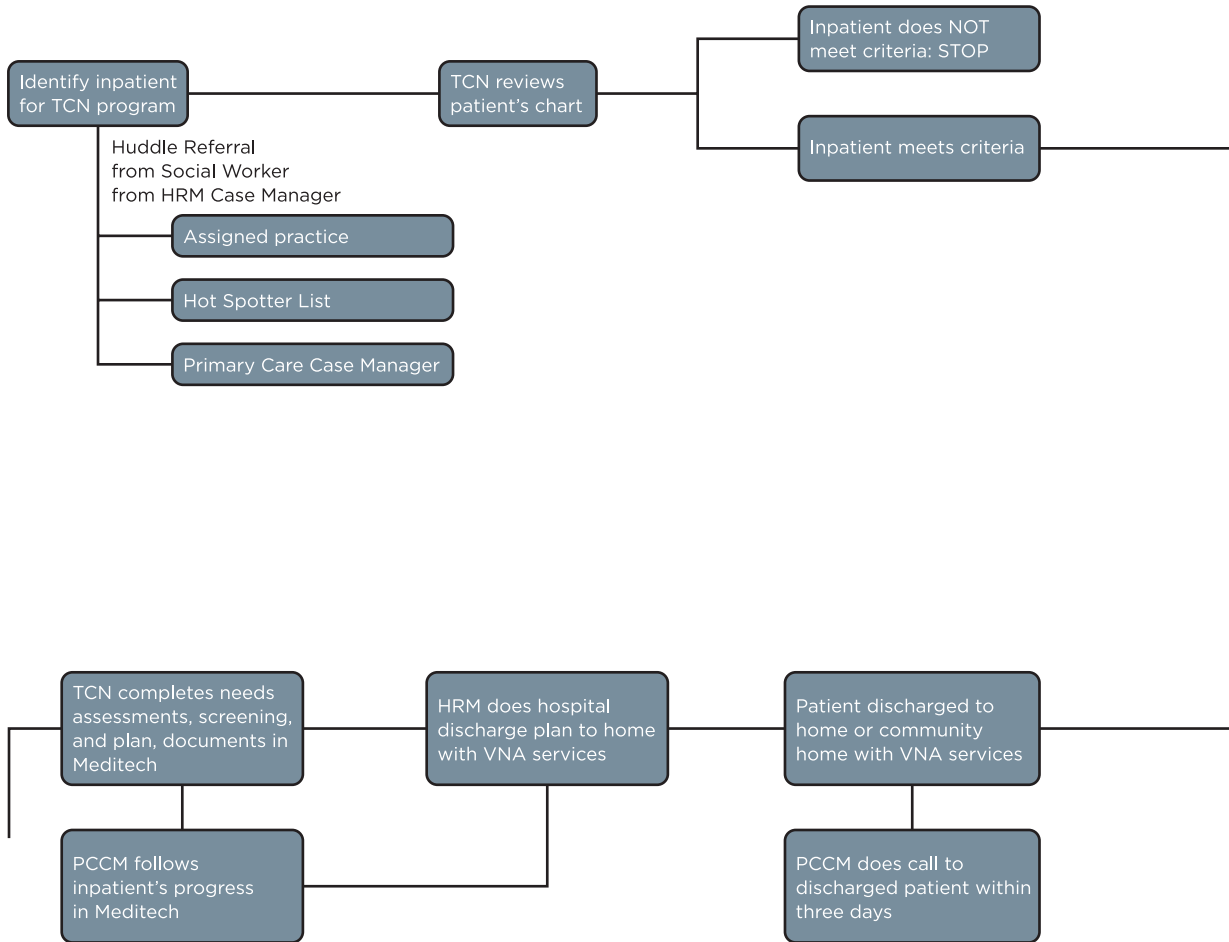 Identify inpatient
for TCN program
TCN reviews
patient's chart
Inpatient does NOT
meet criteria: STOP
Inpatient meets criteria
Huddle Referral
from Social Worker
from HRM Case Manager
Assigned practice
Hot Spotter List
Primary Care Case Manager
TCN completes needs
assessments, screening,
and plan, documents in
Meditech
HRM does hospital
discharge plan to home
with VNA services
Patient discharged to
home or community
home with VNA services
PCCM follows
inpatient's progress
in Meditech
PCCM does call to
discharged patient within
three days